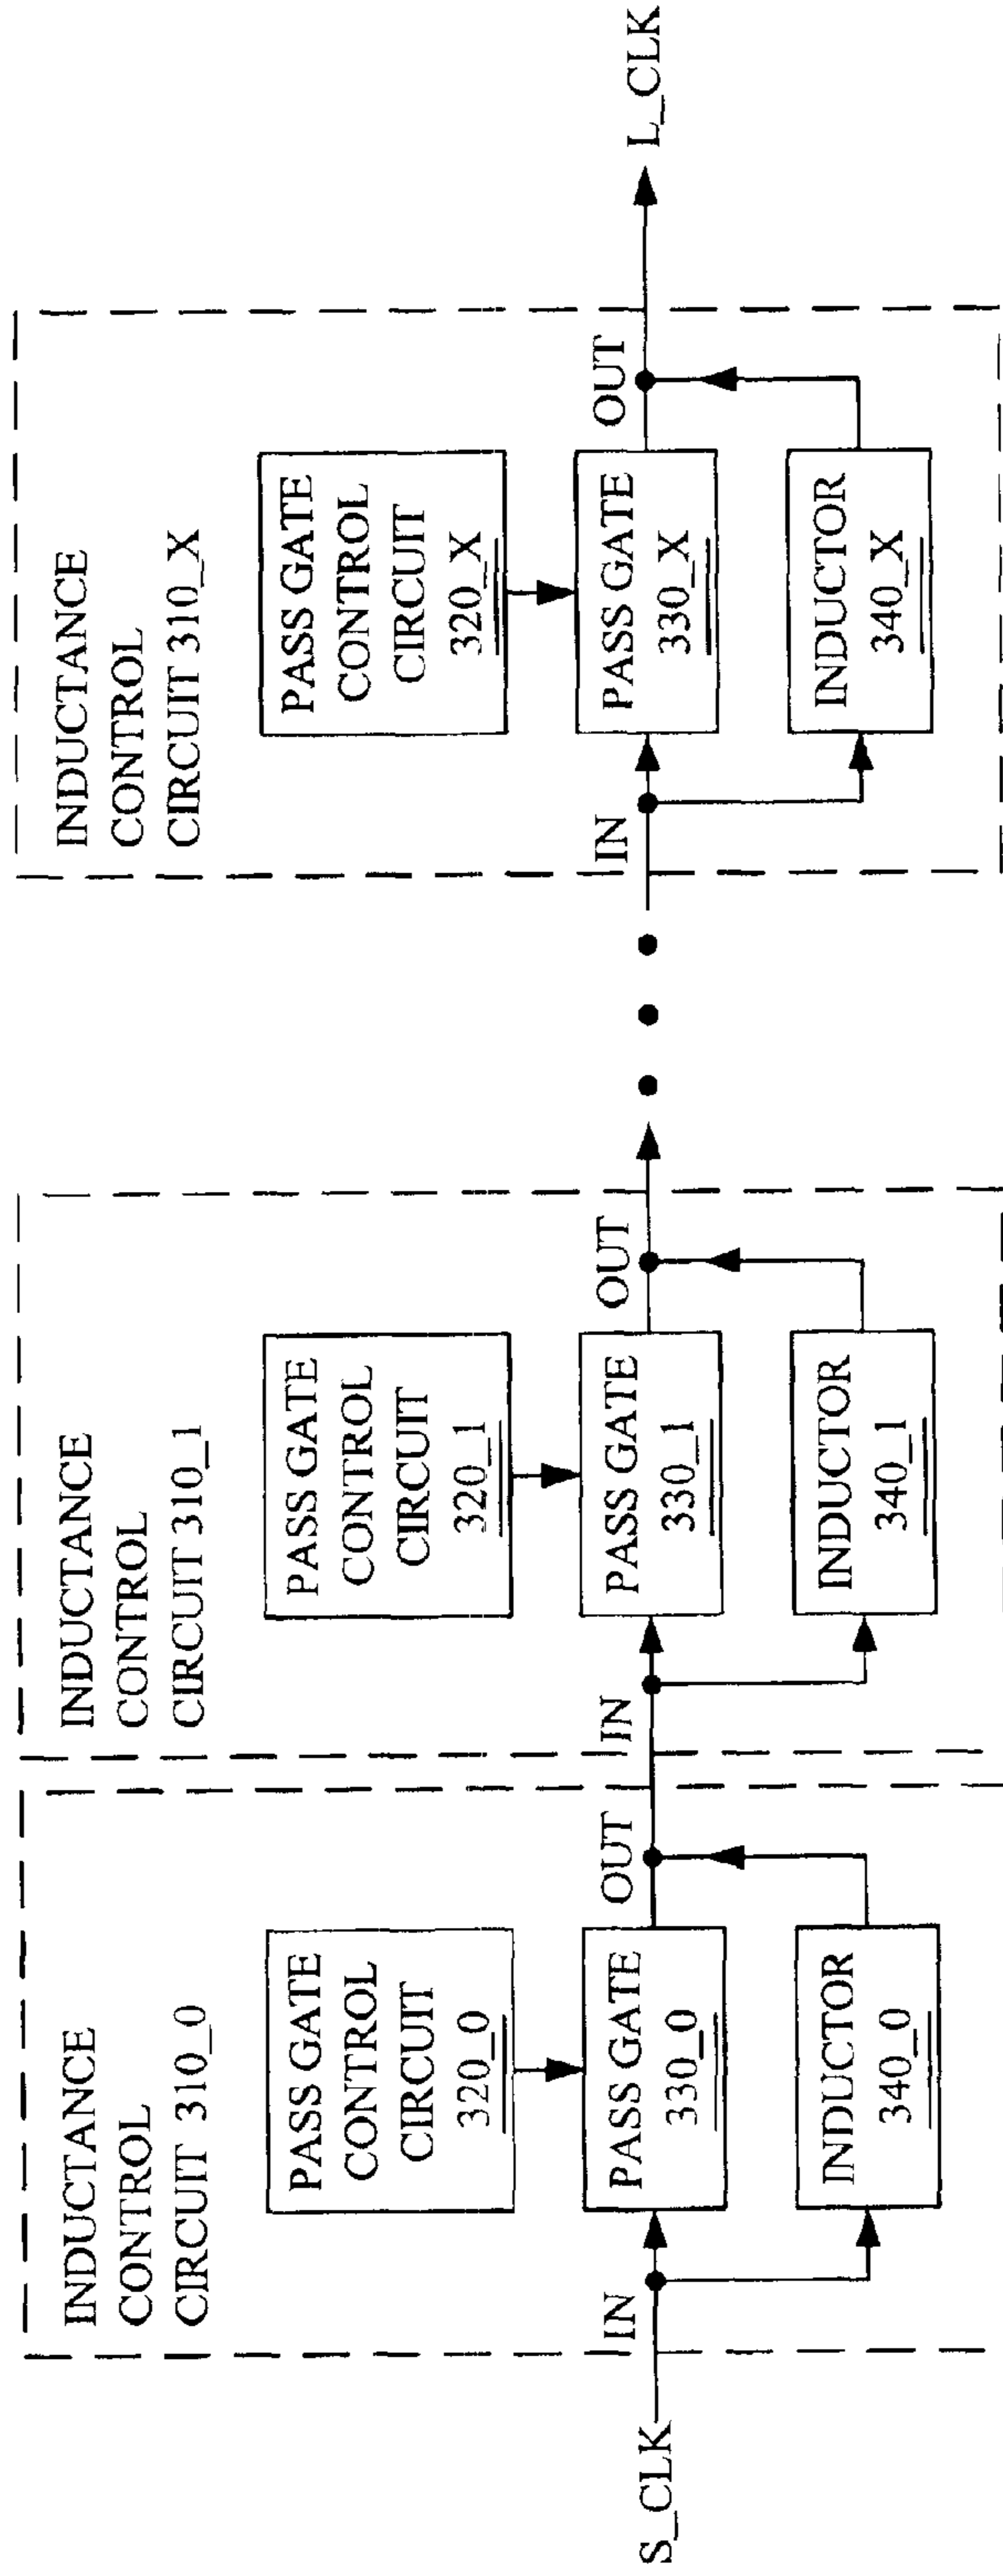 INDUCTANCE
CONTROL
CIRCUIT 310_0
PASS GATE
CONTROL
CIRCUIT
320_0
S_CLK
IN
PASS GATE
330_0
OUT
INDUCTOR
340_0
INDUCTANCE
CONTROL
CIRCUIT 310_1
PASS GATE
CONTROL
CIRCUIT
320_1
IN
PASS GATE
330_1
OUT
INDUCTOR
340_1
INDUCTANCE
CONTROL
CIRCUIT 310_X
PASS GATE
CONTROL
CIRCUIT
320_X
IN
PASS GATE
330_X
OUT
L_CLK
INDUCTOR
340_X